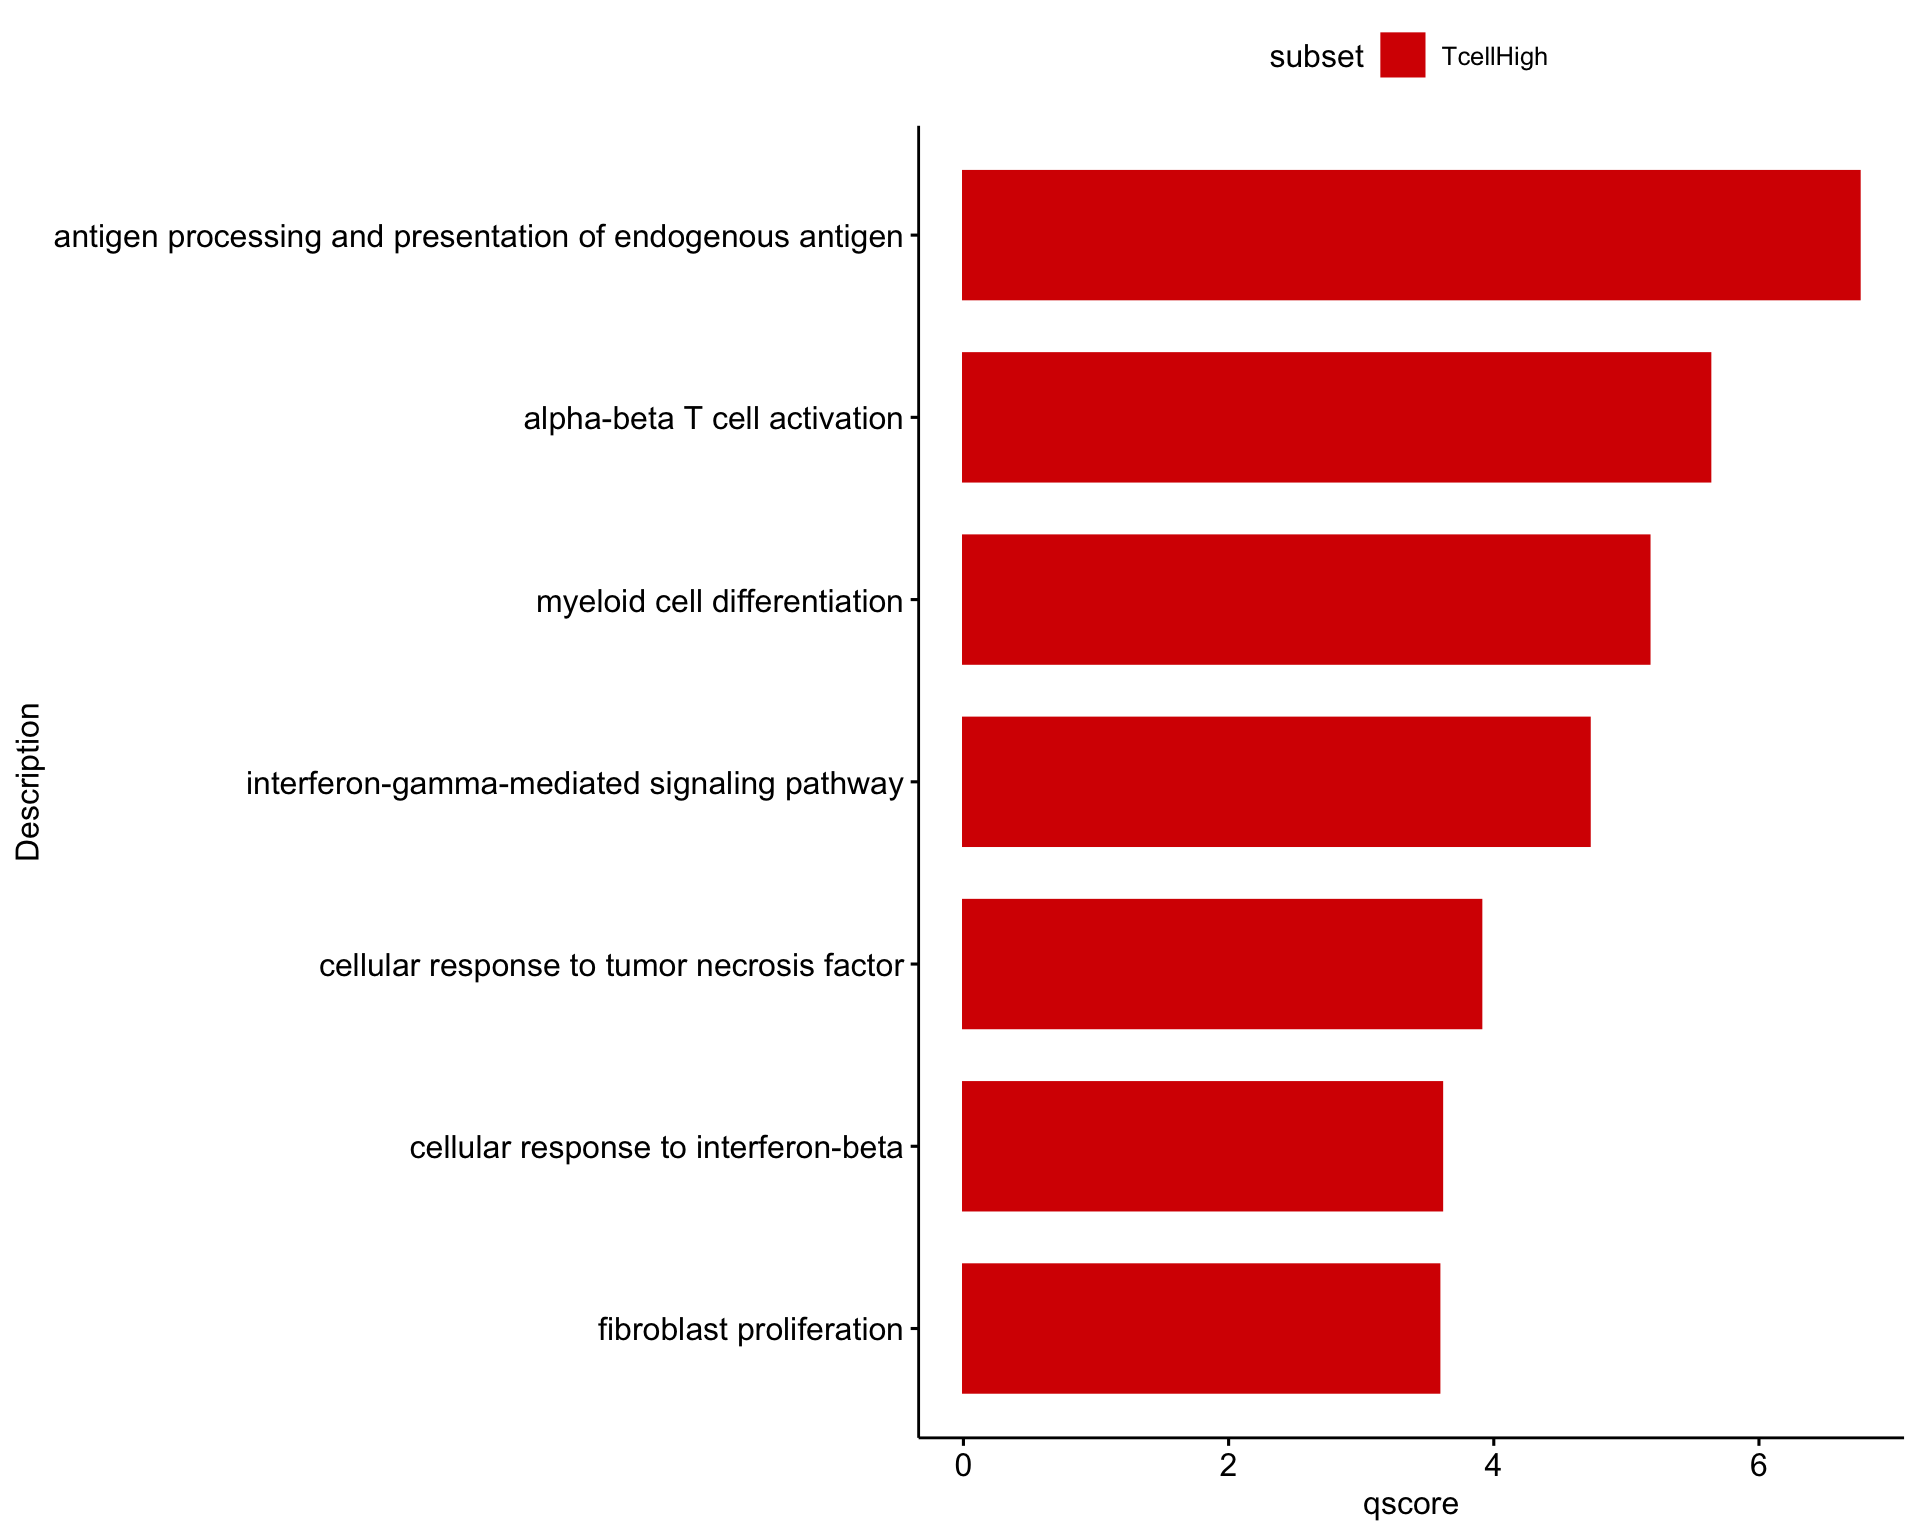 subset TcellHigh
antigen processing and presentation of endogenous antigen
alpha-beta T cell activation
myeloid cell differentiation
interferon-gamma-mediated signaling pathway
cellular response to tumor necrosis factor
cellular response to interferon-beta
fibroblast proliferation
Description
0 2 4 6
qscore